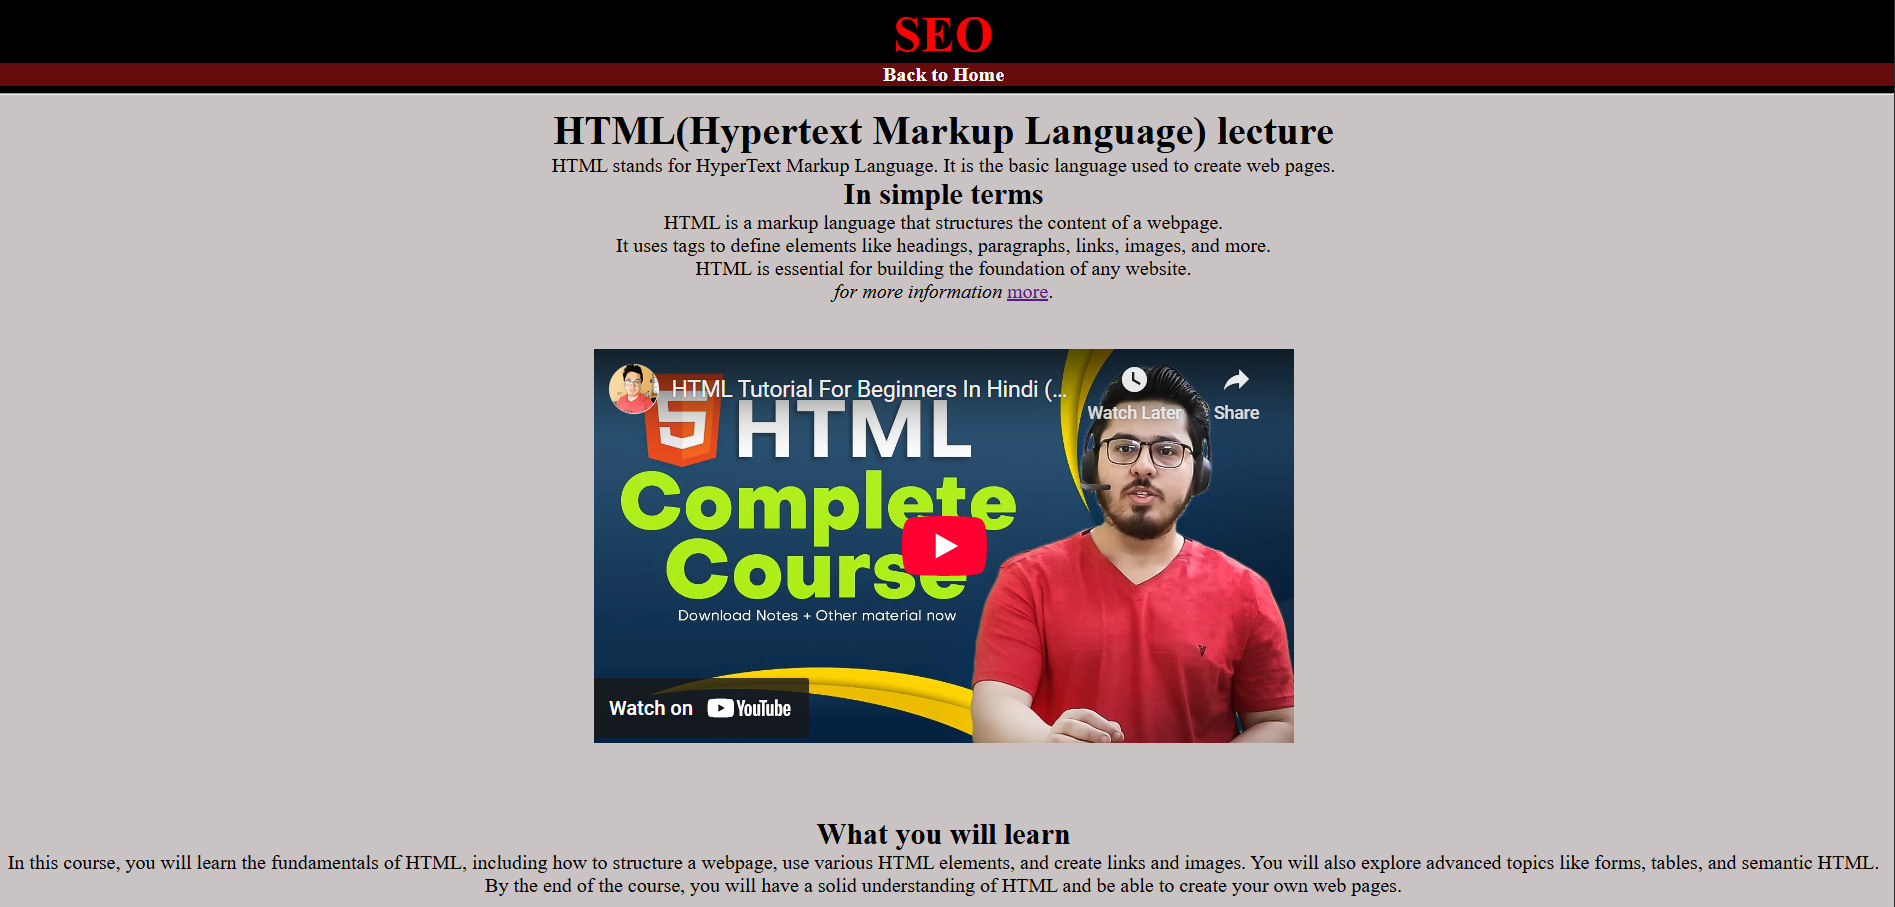 SEO
Back to Home
HTML(Hypertext Markup Language) lecture
HTML stands for HyperText Markup Language. It is the basic language used to create web pages.
In simple terms
HTML is a markup language that structures the content of a webpage.
It uses tags to define elements like headings, paragraphs, links, images, and more.
HTML is essential for building the foundation of any website.
for more information more.
HTML Tutorial For Beginners In Hindi (...
Watch Later
Share
5 HTML
Complete
Course
Download Notes + Other material now
Watch on YouTube
What you will learn
In this course, you will learn the fundamentals of HTML, including how to structure a webpage, use various HTML elements, and create links and images. You will also explore advanced topics like forms, tables, and semantic HTML.
By the end of the course, you will have a solid understanding of HTML and be able to create your own web pages.